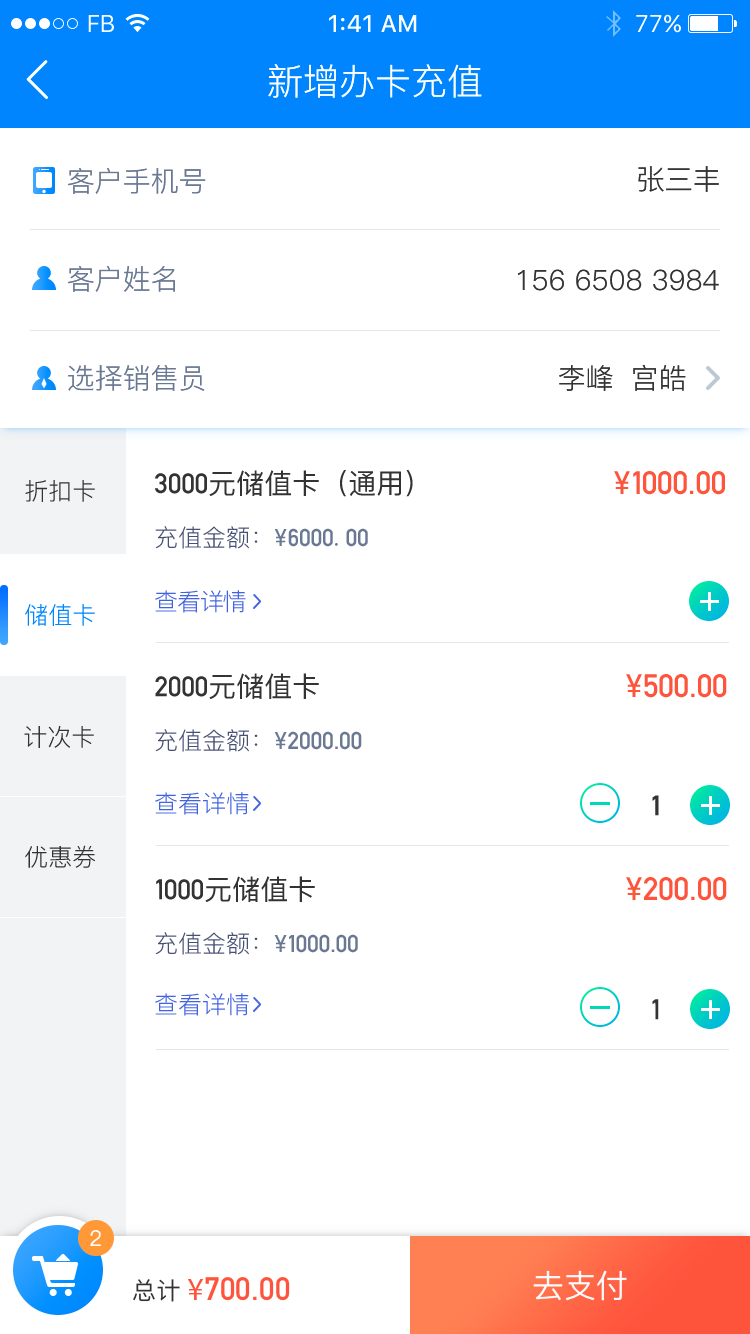 FB 1:41 AM 77%
新增办卡充值
客户手机号 张三丰
客户姓名 156 6508 3984
选择销售员 李峰 宫皓
折扣卡
储值卡
计次卡
优惠券
3000元储值卡（通用） ¥1000.00
充值金额： ¥6000. 00
查看详情
2000元储值卡 ¥500.00
充值金额： ¥2000.00
查看详情 1
1000元储值卡 ¥200.00
充值金额： ¥1000.00
查看详情 1
2
总计 ¥700.00 去支付